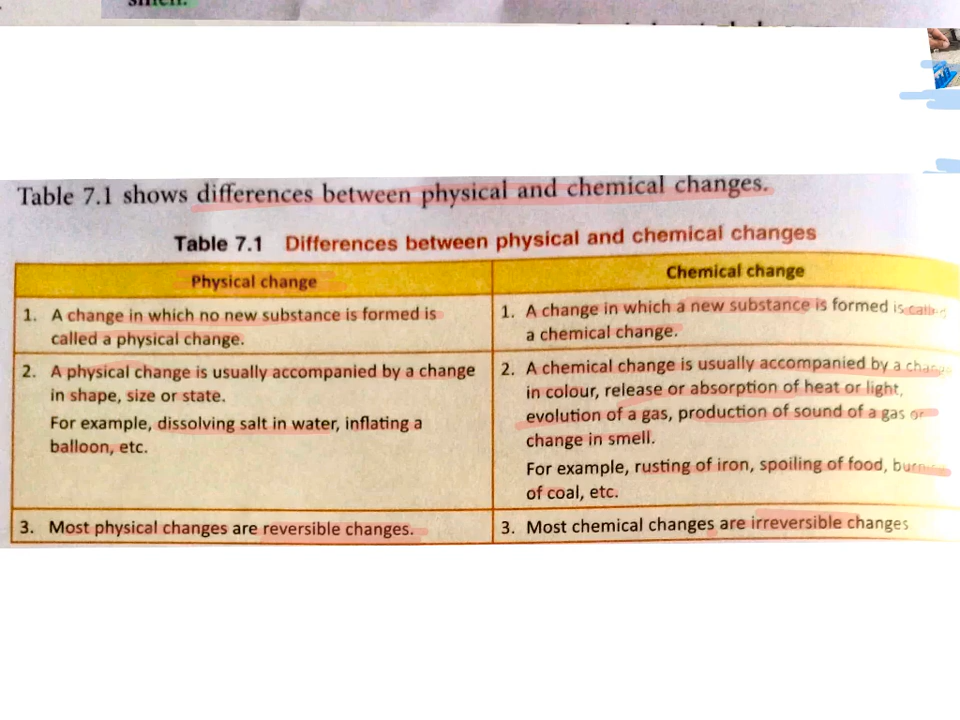 smell.
Table 7.1 shows differences between physical and chemical changes.
Table 7.1 Differences between physical and chemical changes
Physical change
Chemical change
1. A change in which no new substance is formed is
called a physical change.
1. A change in which a new substance is formed is called
a chemical change.
2. A physical change is usually accompanied by a change
in shape, size or state.
For example, dissolving salt in water, inflating a
balloon, etc.
2. A chemical change is usually accompanied by a change
in colour, release or absorption of heat or light,
evolution of a gas, production of sound of a gas or
change in smell.
For example, rusting of iron, spoiling of food, burning
of coal, etc.
3. Most physical changes are reversible changes.
3. Most chemical changes are irreversible changes